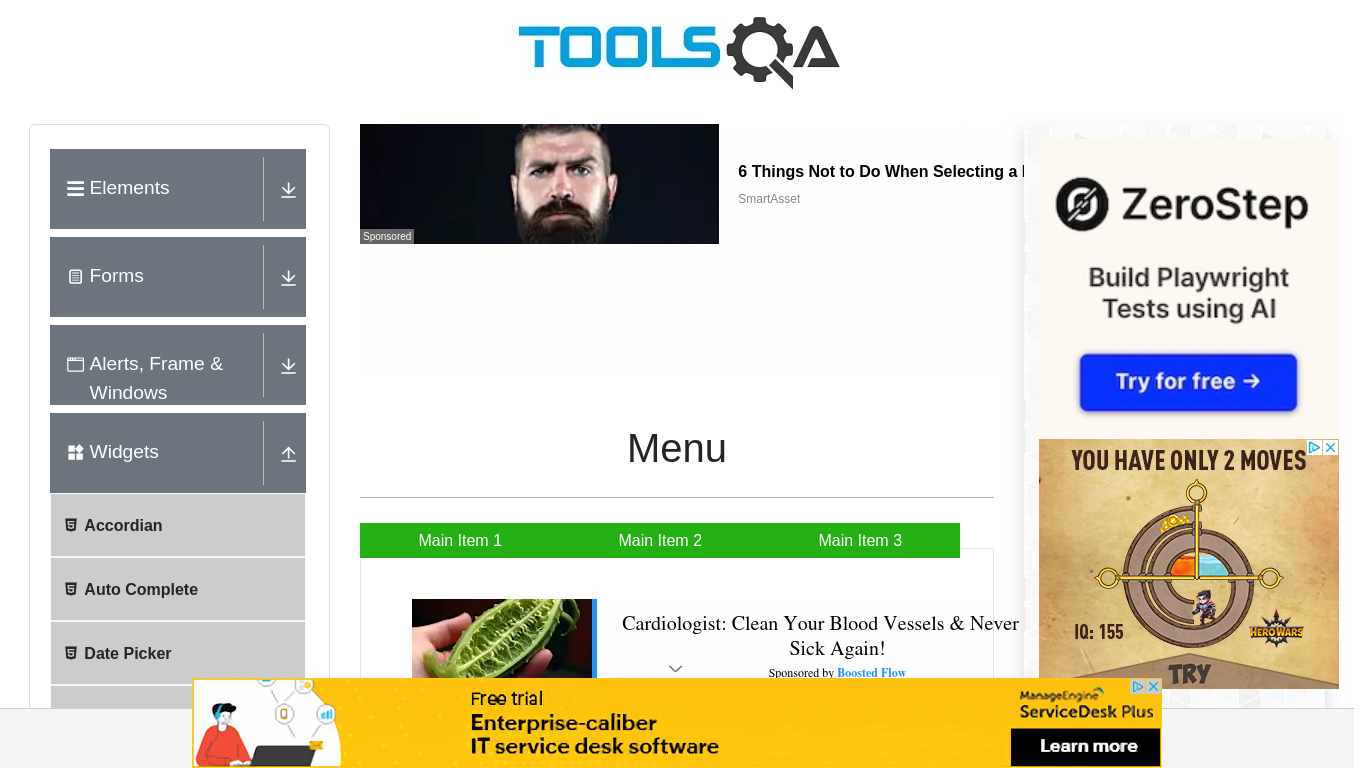 TOOLSQA
Elements
Forms
Alerts, Frame &
Windows
Widgets
Accordian
Auto Complete
Date Picker
Sponsored
6 Things Not to Do When Selecting a
SmartAsset
Menu
Main Item 1
Main Item 2
Main Item 3
Cardiologist: Clean Your Blood Vessels & Never
Sick Again!
Sponsored by Boosted Flow
ZeroStep
Build Playwright
Tests using AI
Try for free →
YOU HAVE ONLY 2 MOVES
IQ: 155
HERO WARS
TRY
Free trial
Enterprise-caliber
IT service desk software
ManageEngine
ServiceDesk Plus
Learn more